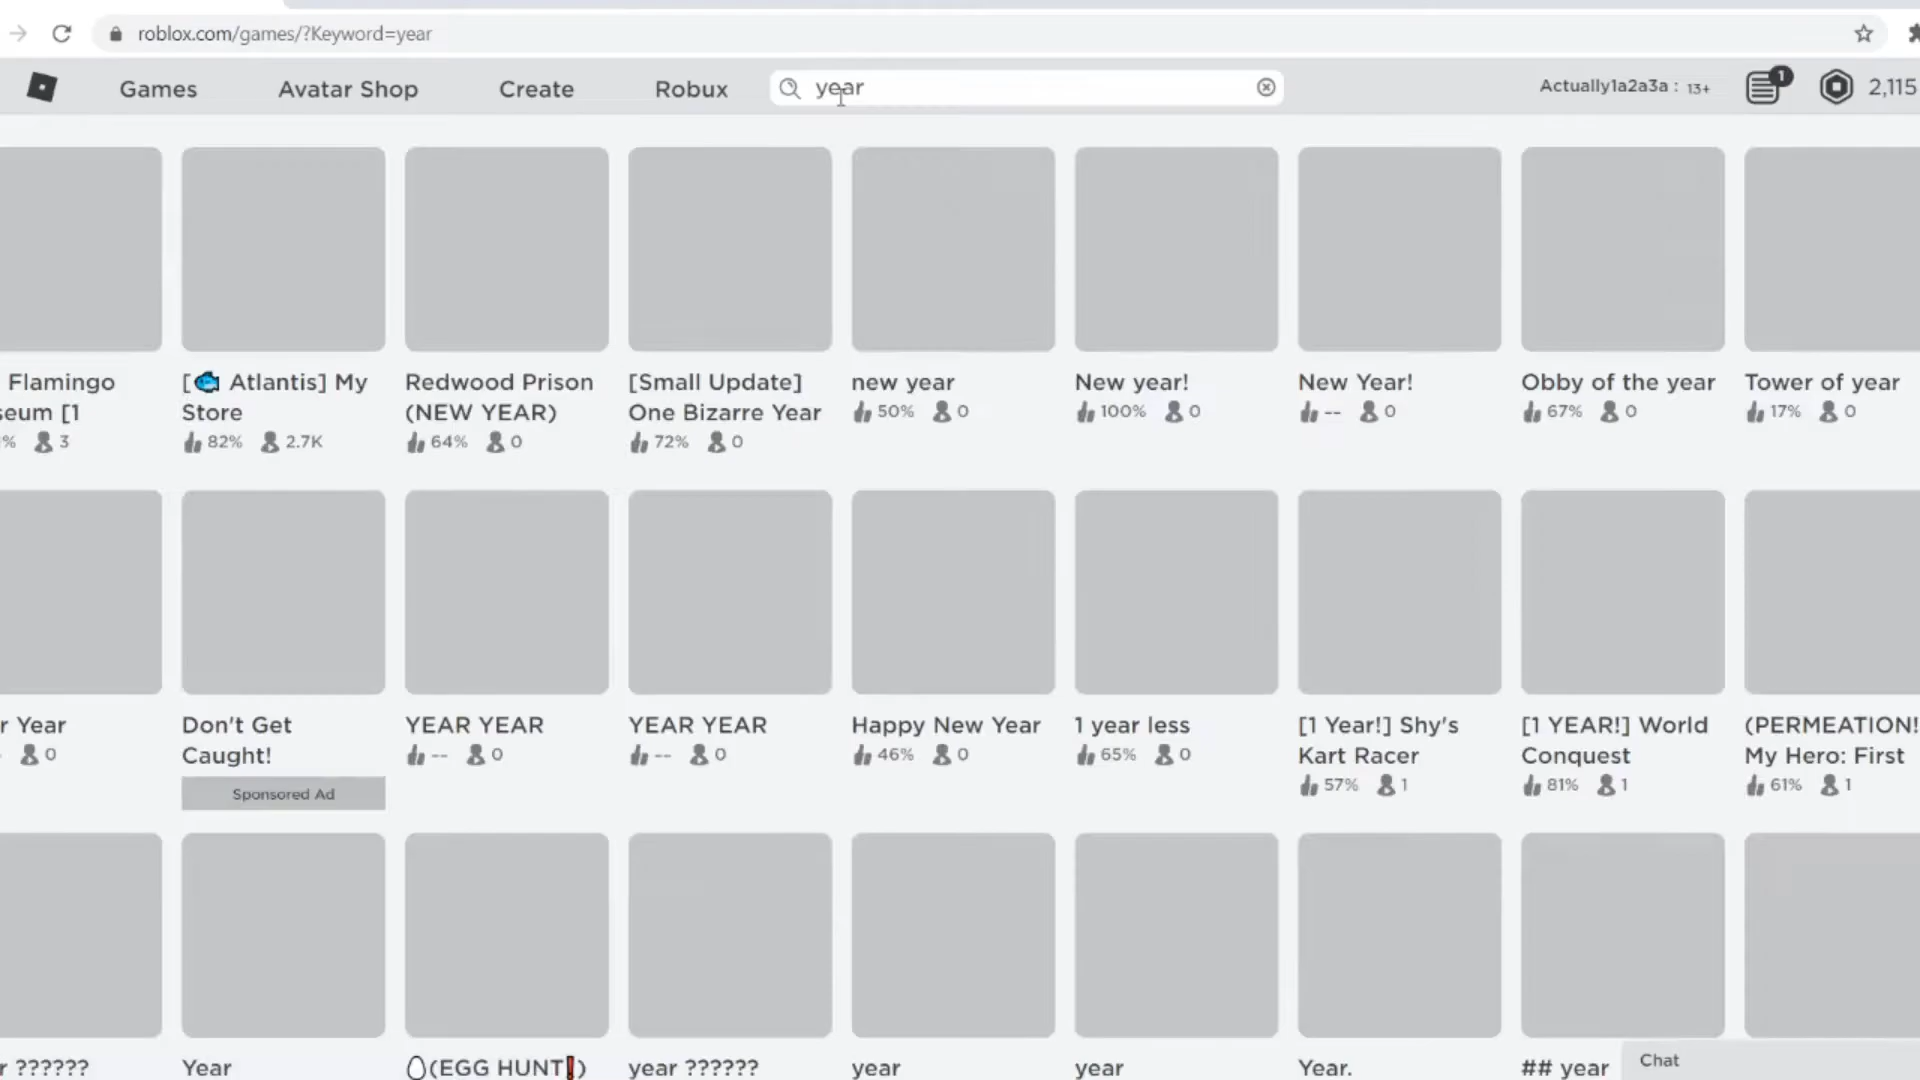 roblox.com/games/?Keyword=year
Games Avatar Shop Create Robux year Actually1a2a3a : 13+ 1 2,115
Flamingo
seum [1
% 3
[🐟 Atlantis] My
Store
82% 2.7K
Redwood Prison
(NEW YEAR)
64% 0
[Small Update]
One Bizarre Year
72% 0
new year
50% 0
New year!
100% 0
New Year!
-- 0
Obby of the year
67% 0
Tower of year
17% 0
r Year
0
Don't Get
Caught!
Sponsored Ad
YEAR YEAR
-- 0
YEAR YEAR
-- 0
Happy New Year
46% 0
1 year less
65% 0
[1 Year!] Shy's
Kart Racer
57% 1
[1 YEAR!] World
Conquest
81% 1
(PERMEATION!
My Hero: First
61% 1
r ??????
Year
(EGG HUNT❗)
year ??????
year
year
Year.
## year
Chat